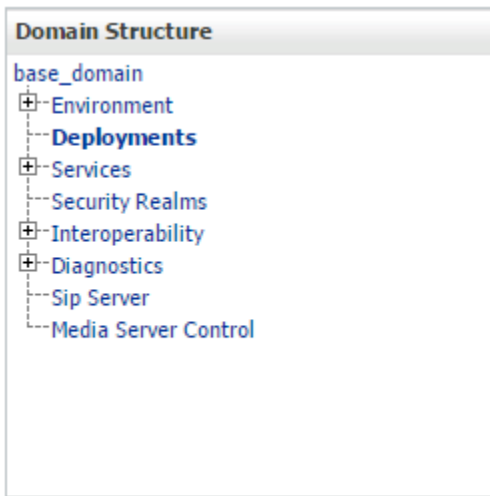 Domain Structure
base_domain
Environment
Deployments
Services
Security Realms
Interoperability
Diagnostics
Sip Server
Media Server Control